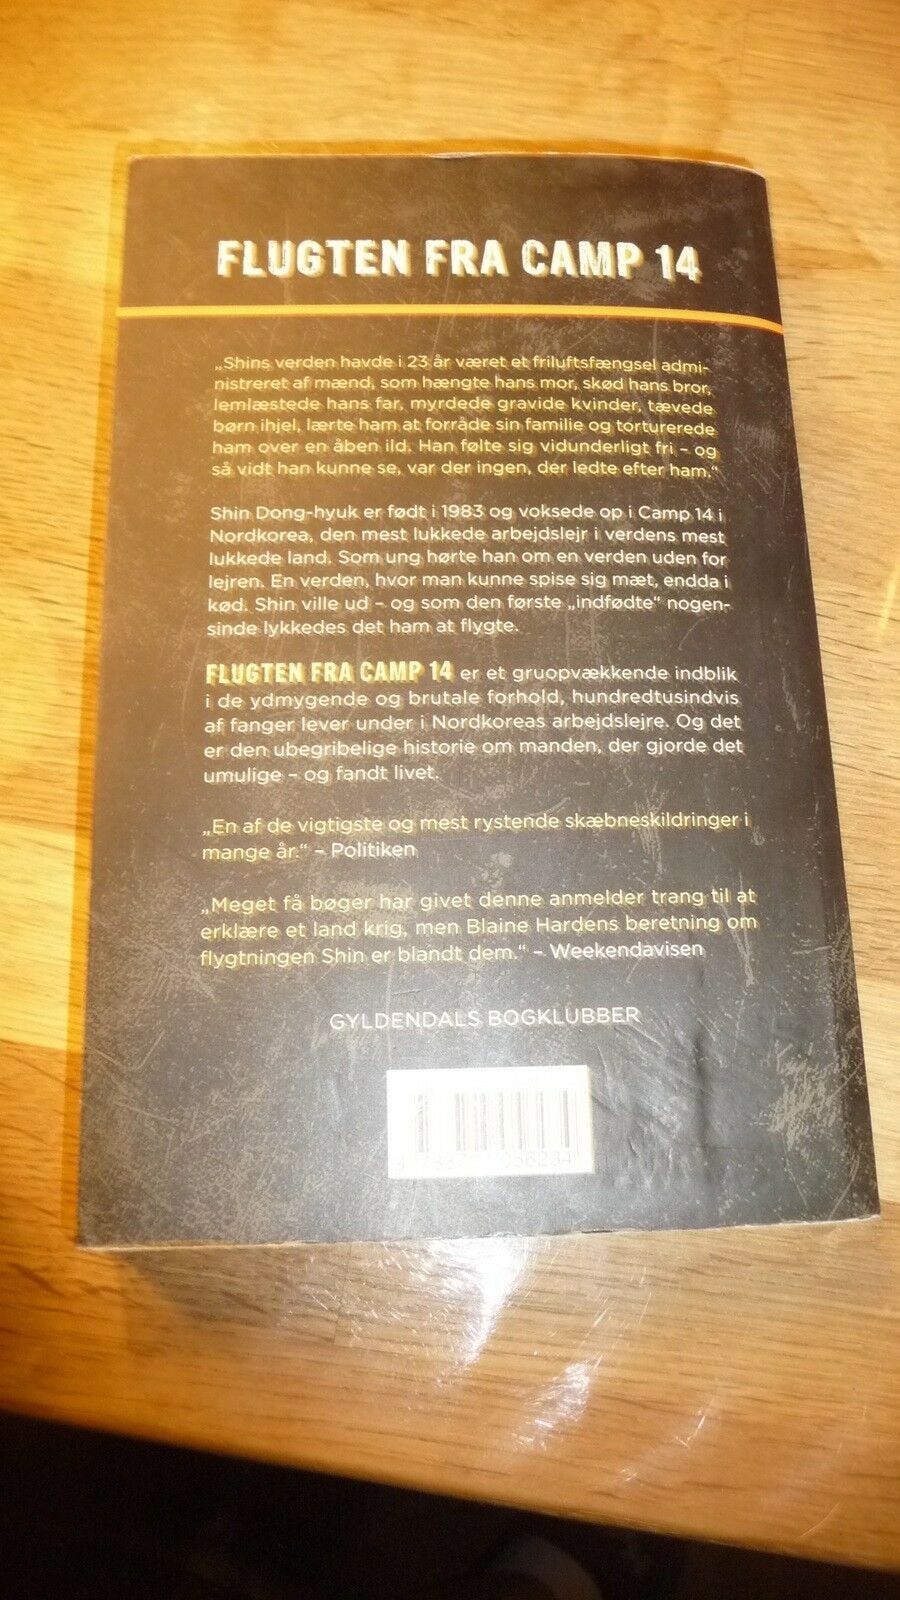 FLUGTEN FRA CAMP 14
„Shins verden havde i 23 år været et friluftsfængsel admi-
nistreret af mænd, som hængte hans mor, skød hans bror,
lemlæstede hans far, myrdede gravide kvinder, tævede
børn ihjel, lærte ham at forråde sin familie og torturerede
ham over en åben ild. Han følte sig vidunderligt fri – og
så vidt han kunne se, var der ingen, der ledte efter ham.“
Shin Dong-hyuk er født i 1983 og voksede op i Camp 14 i
Nordkorea, den mest lukkede arbejdslejr i verdens mest
lukkede land. Som ung hørte han om en verden uden for
lejren. En verden, hvor man kunne spise sig mæt, endda i
kød. Shin ville ud – og som den første „indfødte“ nogen-
sinde lykkedes det ham at flygte.
FLUGTEN FRA CAMP 14 er et gruopvækkende indblik
i de ydmygende og brutale forhold, hundredtusindvis
af fanger lever under i Nordkoreas arbejdslejre. Og det
er den ubegribelige historie om manden, der gjorde det
umulige – og fandt livet.
„En af de vigtigste og mest rystende skæbneskildringer i
mange år.“ – Politiken
„Meget få bøger har givet denne anmelder trang til at
erklære et land krig, men Blaine Hardens beretning om
flygtningen Shin er blandt dem.“ – Weekendavisen
GYLDENDALS BOGKLUBBER